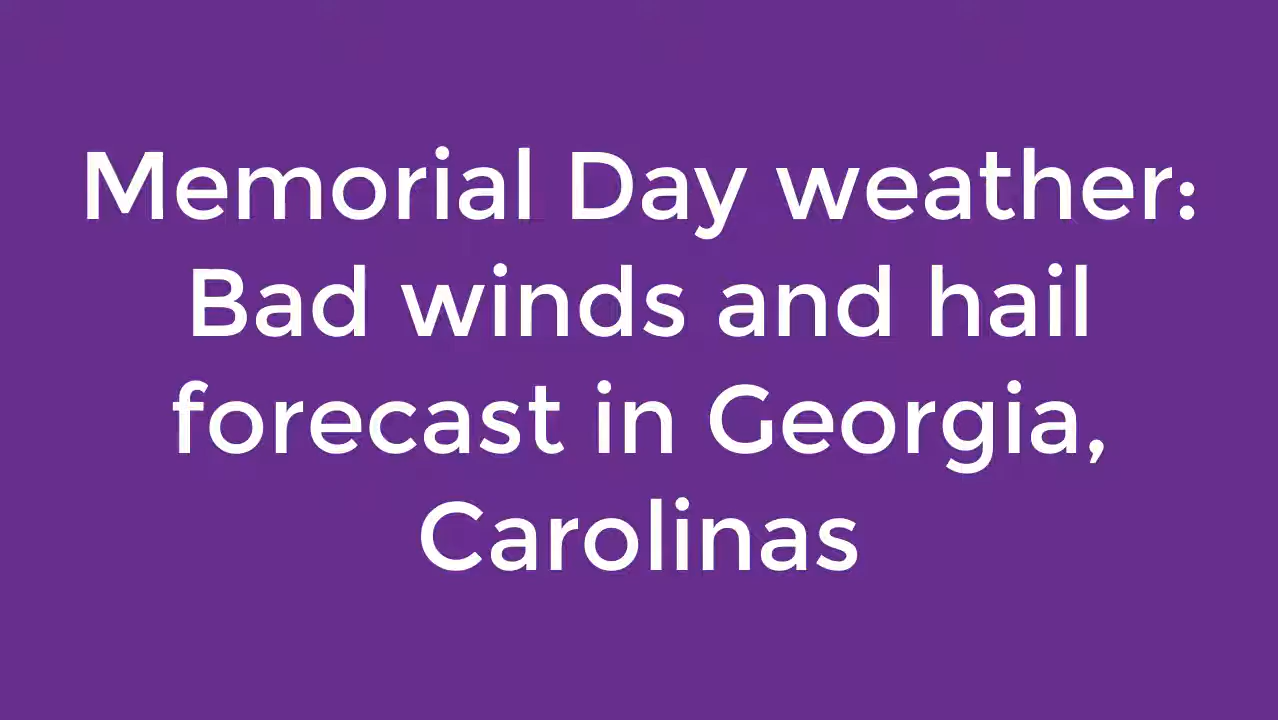 Memorial Day weather:
Bad winds and hail
forecast in Georgia,
Carolinas